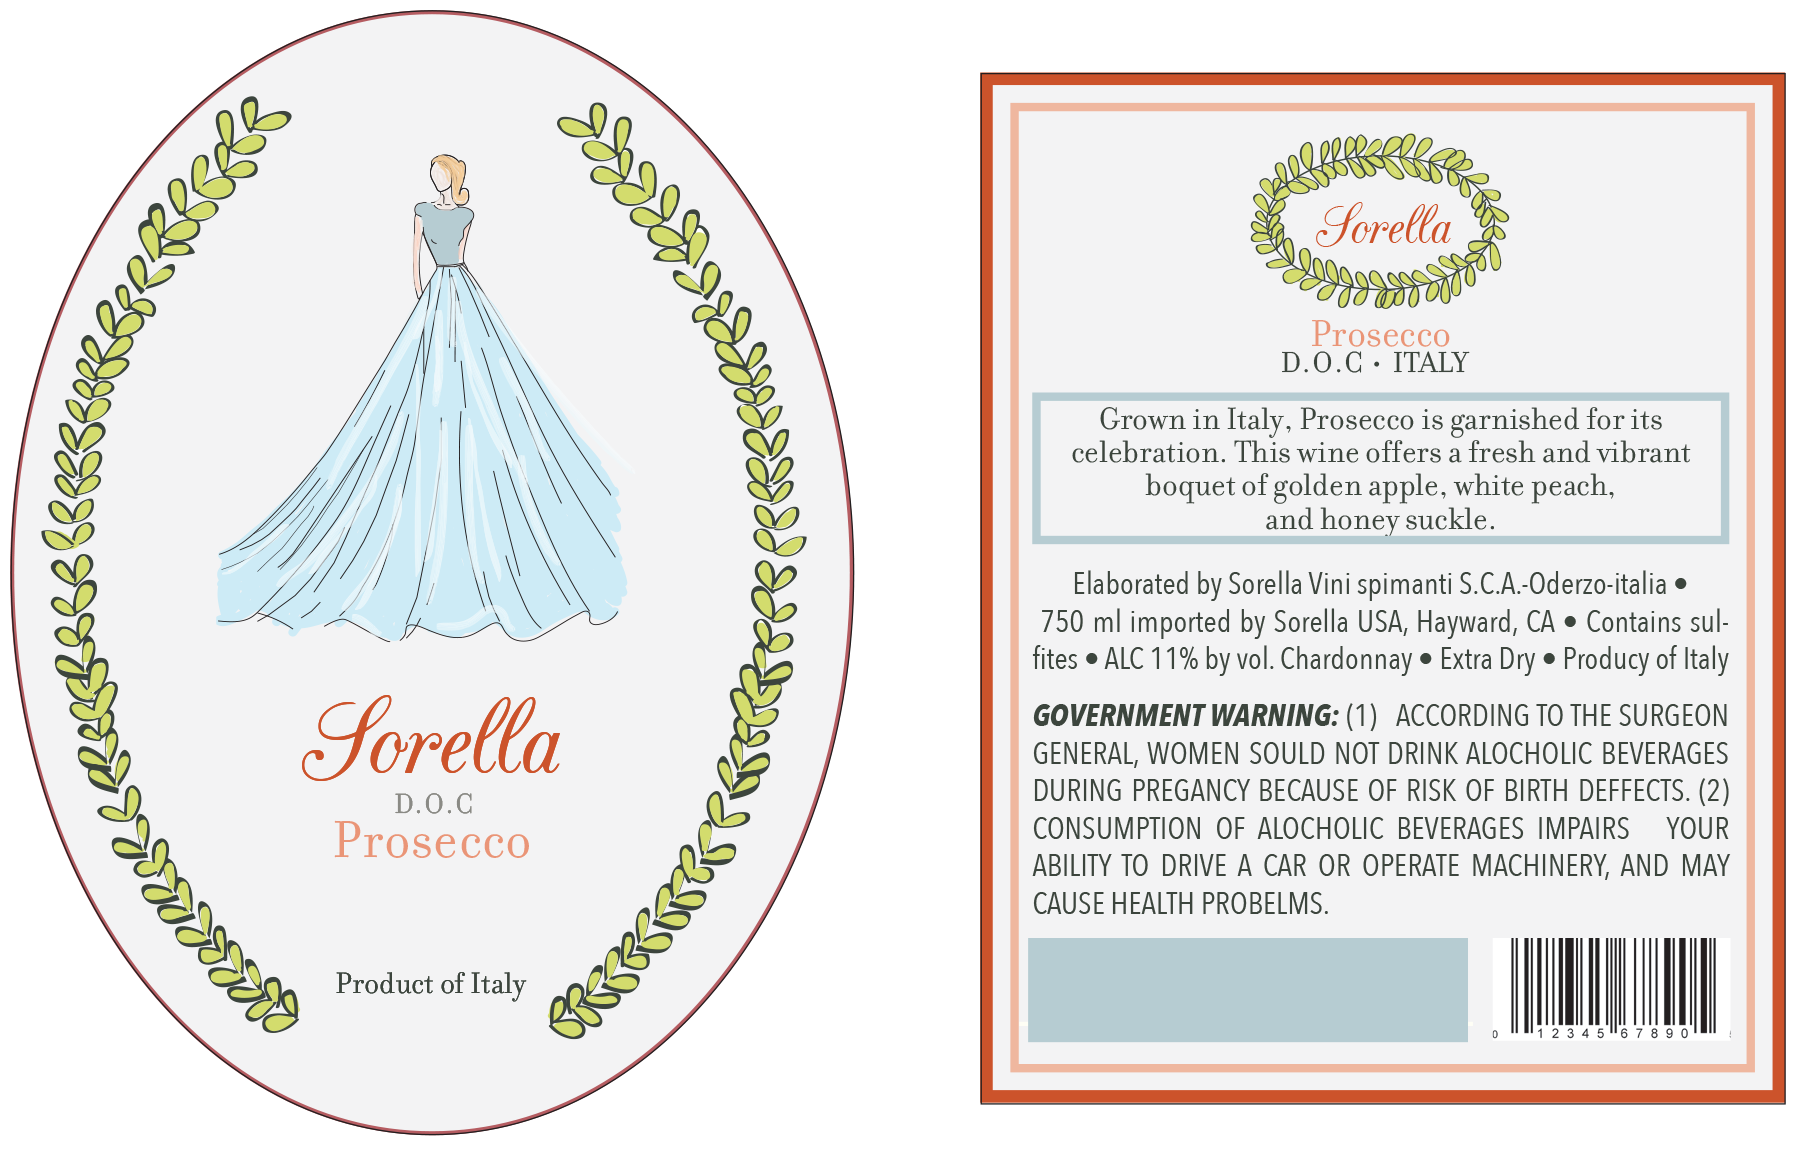 Sorella
D.O.C
Prosecco
Product of Italy
Sorella
Prosecco
D.O.C · ITALY
Grown in Italy, Prosecco is garnished for its
celebration. This wine offers a fresh and vibrant
boquet of golden apple, white peach,
and honey suckle.
Elaborated by Sorella Vini spimanti S.C.A.-Oderzo-italia •
750 ml imported by Sorella USA, Hayward, CA • Contains sul-
fites • ALC 11% by vol. Chardonnay • Extra Dry • Producy of Italy
GOVERNMENT WARNING: (1) ACCORDING TO THE SURGEON
GENERAL, WOMEN SOULD NOT DRINK ALOCHOLIC BEVERAGES
DURING PREGANCY BECAUSE OF RISK OF BIRTH DEFFECTS. (2)
CONSUMPTION OF ALOCHOLIC BEVERAGES IMPAIRS YOUR
ABILITY TO DRIVE A CAR OR OPERATE MACHINERY, AND MAY
CAUSE HEALTH PROBELMS.
0 12345 67890